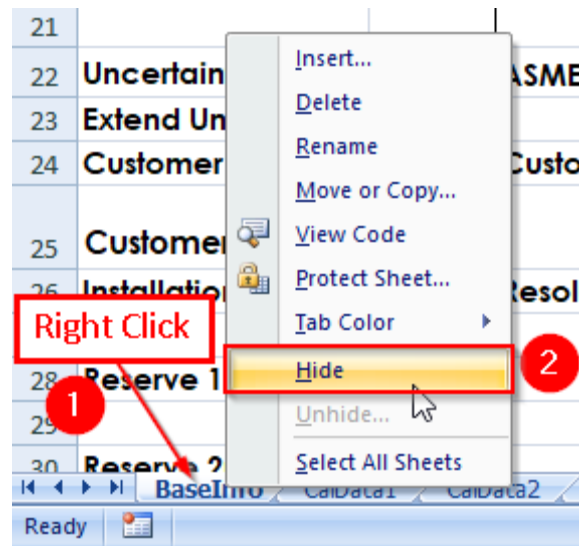 21
22 Uncertain ASME
23 Extend Un
24 Customer Custo
25 Custome
26 Installation Resol
28 Reserve 1
29
30 Reserve 2
Insert...
Delete
Rename
Move or Copy...
View Code
Protect Sheet...
Tab Color
Hide
Unhide...
Select All Sheets
Right Click
1
2
BaseInfo CalData1 CalData2
Ready